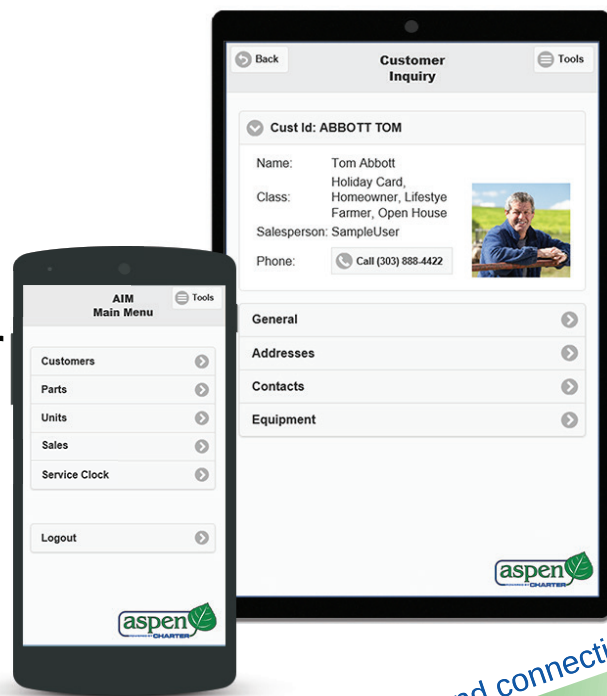 Back
Customer
Inquiry
Tools
Cust Id: ABBOTT TOM
Name: Tom Abbott
Class: Holiday Card,
Homeowner, Lifestye
Farmer, Open House
Salesperson: SampleUser
Phone: Call (303) 888-4422
General
Addresses
Contacts
Equipment
aspen
CHARTER
AIM
Main Menu
Tools
Customers
Parts
Units
Sales
Service Clock
Logout
aspen
CHARTER